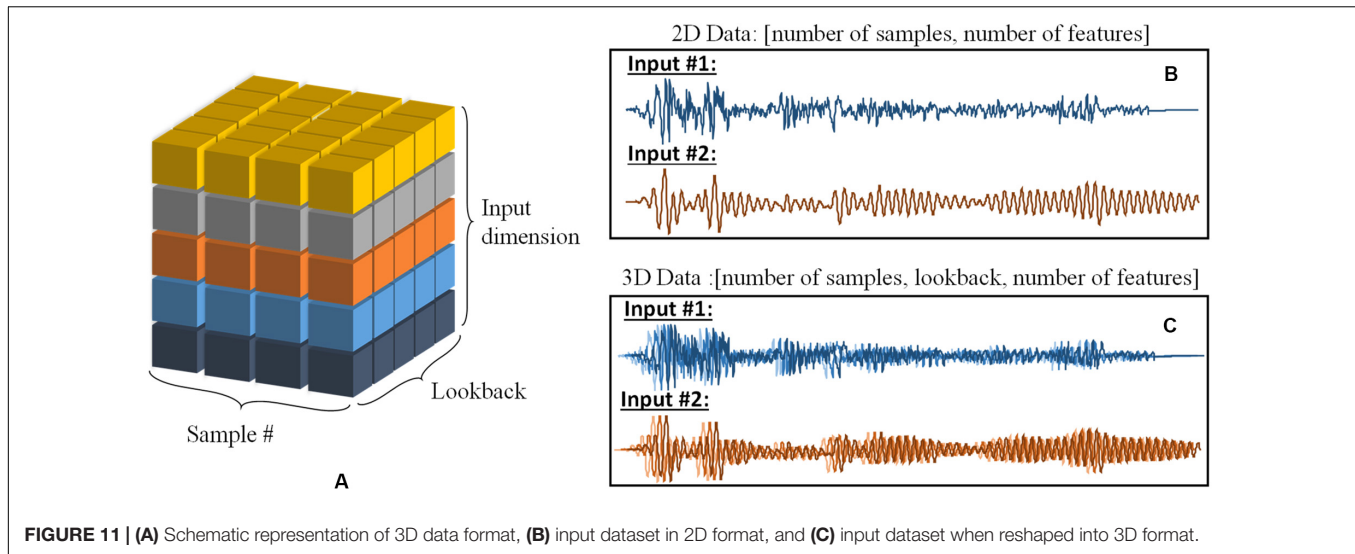 Input
dimension
Lookback
Sample #
A
2D Data: [number of samples, number of features]
Input #1:
B
Input #2:
3D Data :[number of samples, lookback, number of features]
Input #1:
C
Input #2:
FIGURE 11 | (A) Schematic representation of 3D data format, (B) input dataset in 2D format, and (C) input dataset when reshaped into 3D format.